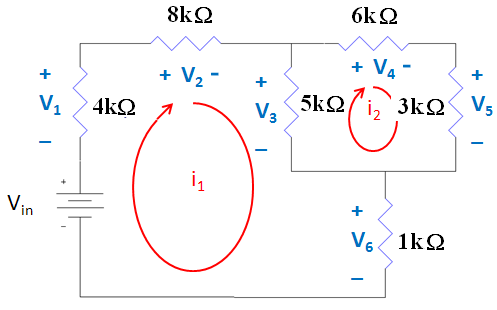 8kΩ
6kΩ
+ V2 -
+ V4 -
+
V1
–
4kΩ
+
V3
–
5kΩ
i2
3kΩ
+
V5
–
i1
+
Vin
-
+
V6
–
1kΩ